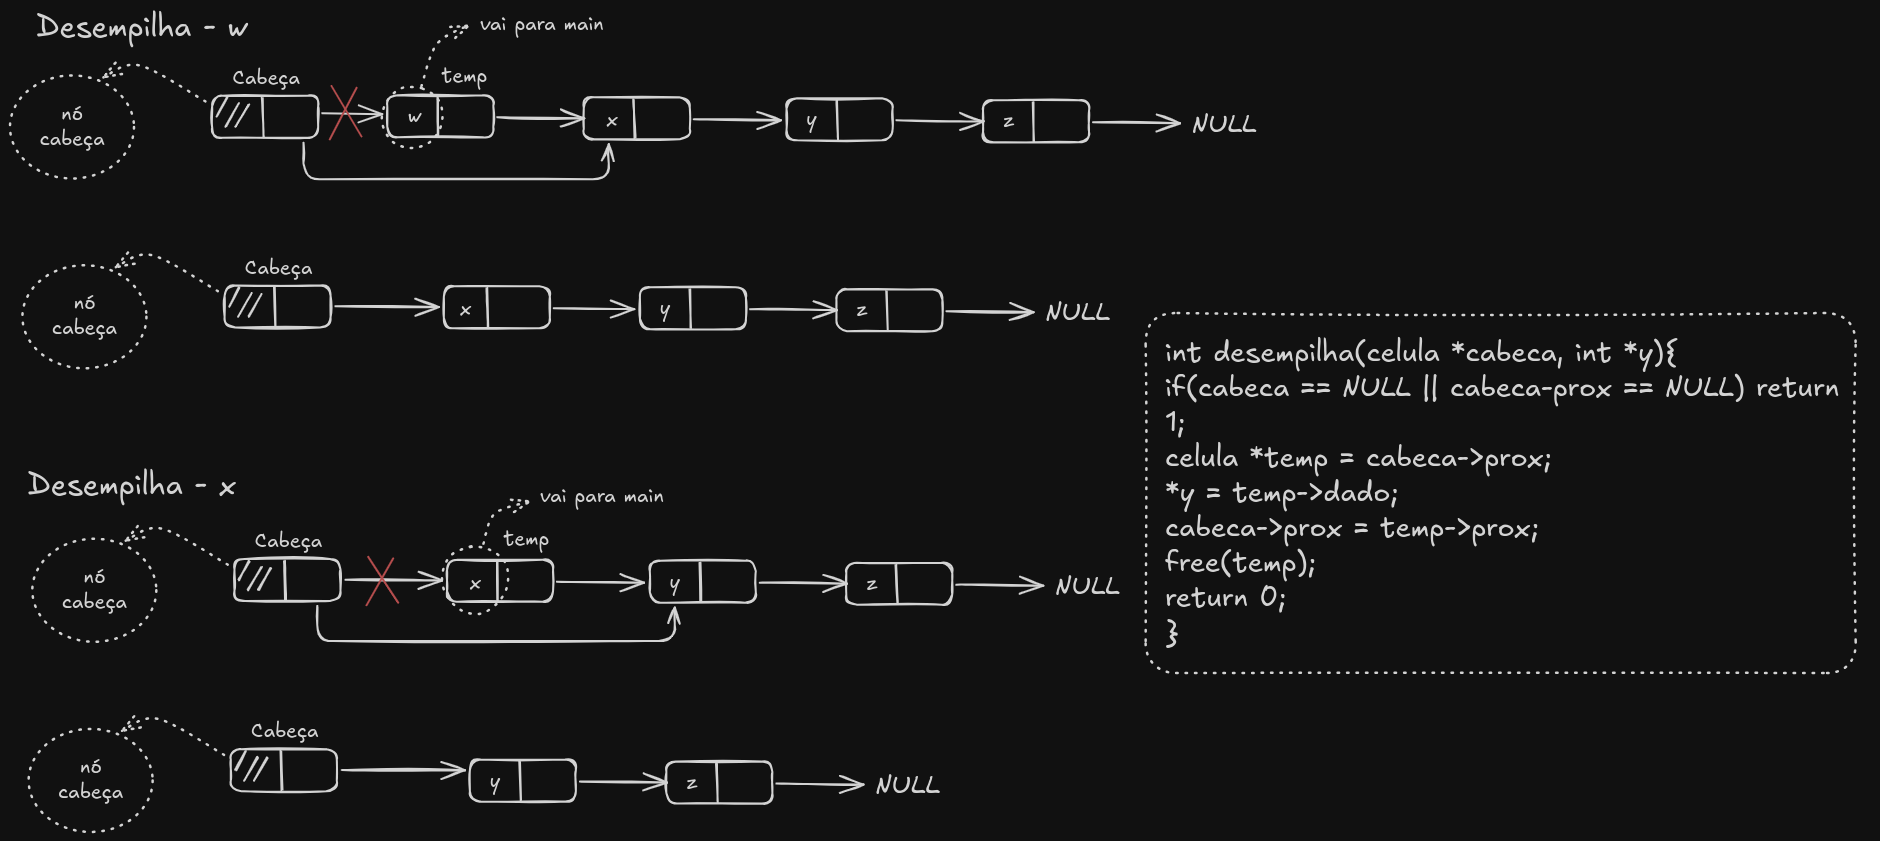 Desempilha - w
vai para main
Cabeça
temp
nó
cabeça
w
x
y
z
NULL
Cabeça
nó
cabeça
x
y
z
NULL
int desempilha(celula *cabeca, int *y){
if(cabeca == NULL || cabeca-prox == NULL) return
1;
celula *temp = cabeca->prox;
*y = temp->dado;
cabeca->prox = temp->prox;
free(temp);
return 0;
}
Desempilha - x
vai para main
Cabeça
temp
nó
cabeça
x
y
z
NULL
Cabeça
nó
cabeça
y
z
NULL